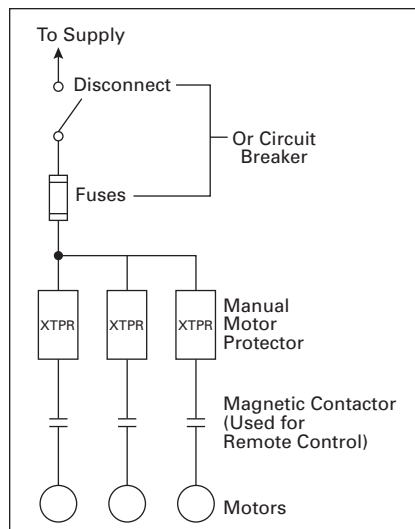 To Supply
Disconnect
Or Circuit
Breaker
Fuses
XTPR XTPR XTPR
Manual
Motor
Protector
Magnetic Contactor
(Used for
Remote Control)
Motors